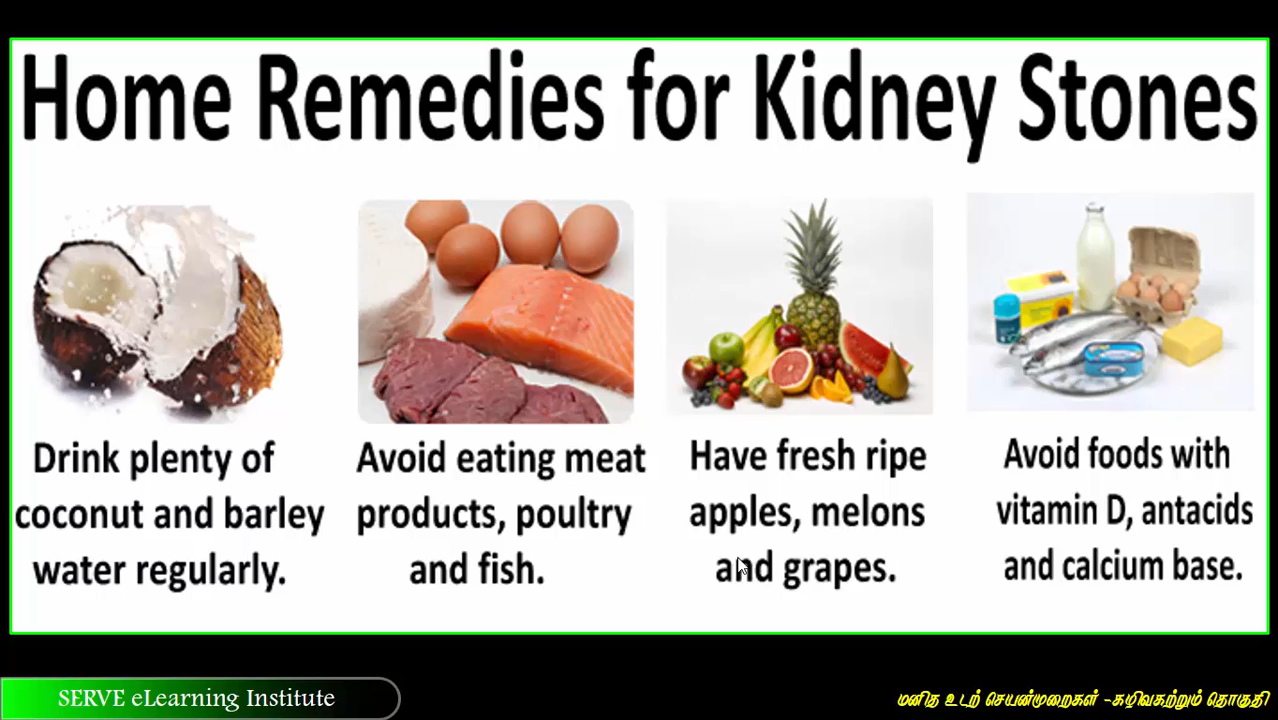 Home Remedies for Kidney Stones
Drink plenty of
coconut and barley
water regularly.
Avoid eating meat
products, poultry
and fish.
Have fresh ripe
apples, melons
and grapes.
Avoid foods with
vitamin D, antacids
and calcium base.
SERVE eLearning Institute
மனித உடற் செயன்முறைகள் -கழிவகற்றும் தொகுதி